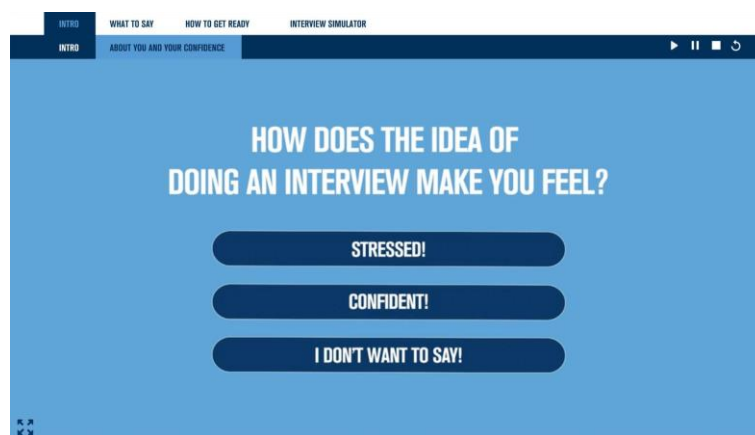 INTRO WHAT TO SAY HOW TO GET READY INTERVIEW SIMULATOR
INTRO ABOUT YOU AND YOUR CONFIDENCE
HOW DOES THE IDEA OF
DOING AN INTERVIEW MAKE YOU FEEL?
STRESSED!
CONFIDENT!
I DON'T WANT TO SAY!